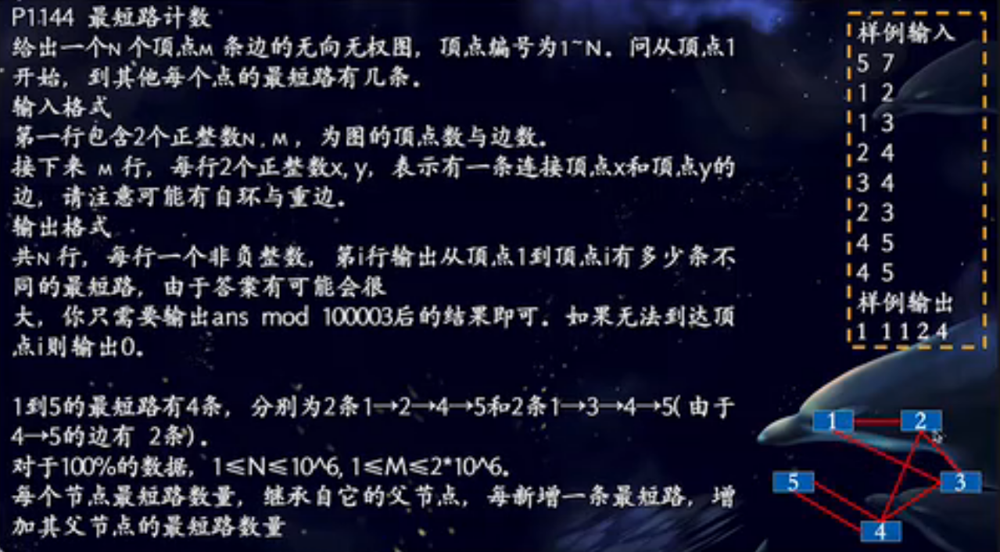 P1144 最短路计数
给出一个N 个顶点M 条边的无向无权图，顶点编号为1~N. 问从顶点1
开始，到其他每个点的最短路有几条。
输入格式
第一行包含2个正整数N, M，为图的顶点数与边数。
接下来 M 行，每行2个正整数x, y，表示有一条连接顶点x和顶点y的
边，请注意可能有自环与重边。
输出格式
共N 行，每行一个非负整数，第i行输出从顶点1到顶点i有多少条不
同的最短路，由于答案有可能会很
大，你只需要输出ans mod 100003后的结果即可. 如果无法到达顶
点i则输出0。
1到5的最短路有4条，分别为2条1→2→4→5和2条1→3→4→5( 由于
4→5的边有 2条) .
对于100%的数据，1≤N≤10^6, 1≤M≤2*10^6.
每个节点最短路数量，继承自它的父节点，每新增一条最短路，增
加其父节点的最短路数量
样例输入
5 7
1 2
1 3
2 4
3 4
2 3
4 5
4 5
样例输出
1 1 1 2 4
1
2
5
3
4